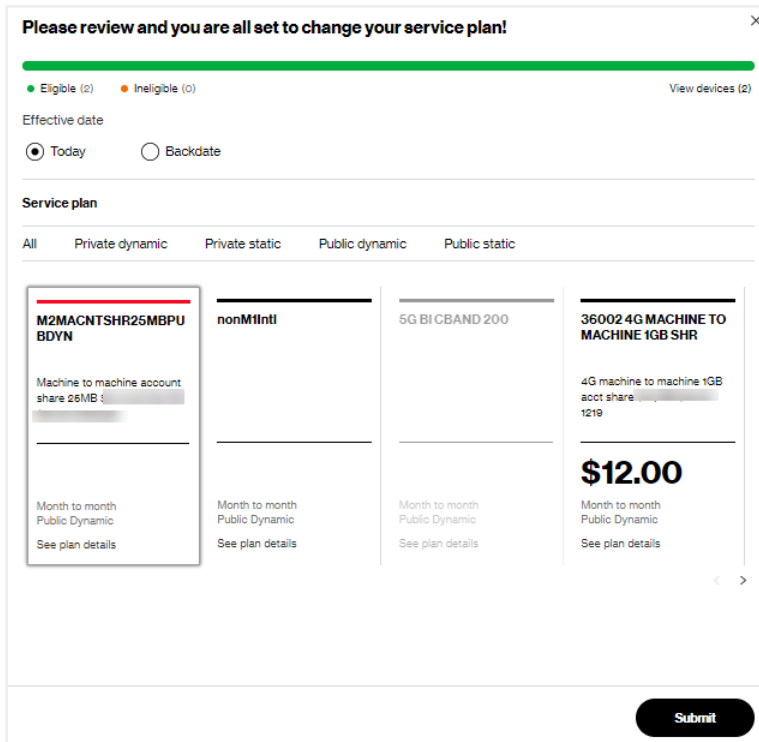 Please review and you are all set to change your service plan!
Eligible (2) Ineligible (0) View devices (2)
Effective date
Today Backdate
Service plan
All Private dynamic Private static Public dynamic Public static
M2MACNTSHR25MBPU
BDYN
Machine to machine account
share 25MB
Month to month
Public Dynamic
See plan details
nonM1Intl
Month to month
Public Dynamic
See plan details
5G BI CBAND 200
Month to month
Public Dynamic
See plan details
36002 4G MACHINE TO
MACHINE 1GB SHR
4G machine to machine 1GB
acct share
1219
$12.00
Month to month
Public Dynamic
See plan details
Submit